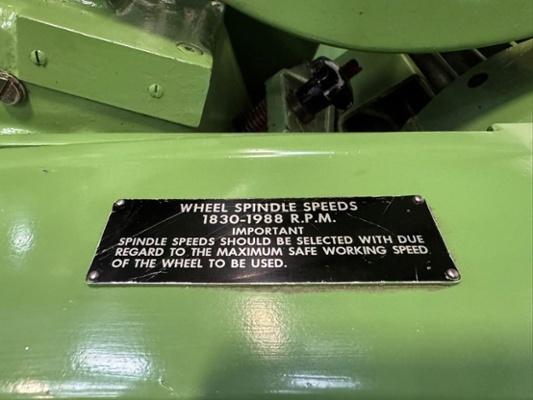 WHEEL SPINDLE SPEEDS
1830-1988 R.P.M.
IMPORTANT
SPINDLE SPEEDS SHOULD BE SELECTED WITH DUE
REGARD TO THE MAXIMUM SAFE WORKING SPEED
OF THE WHEEL TO BE USED.